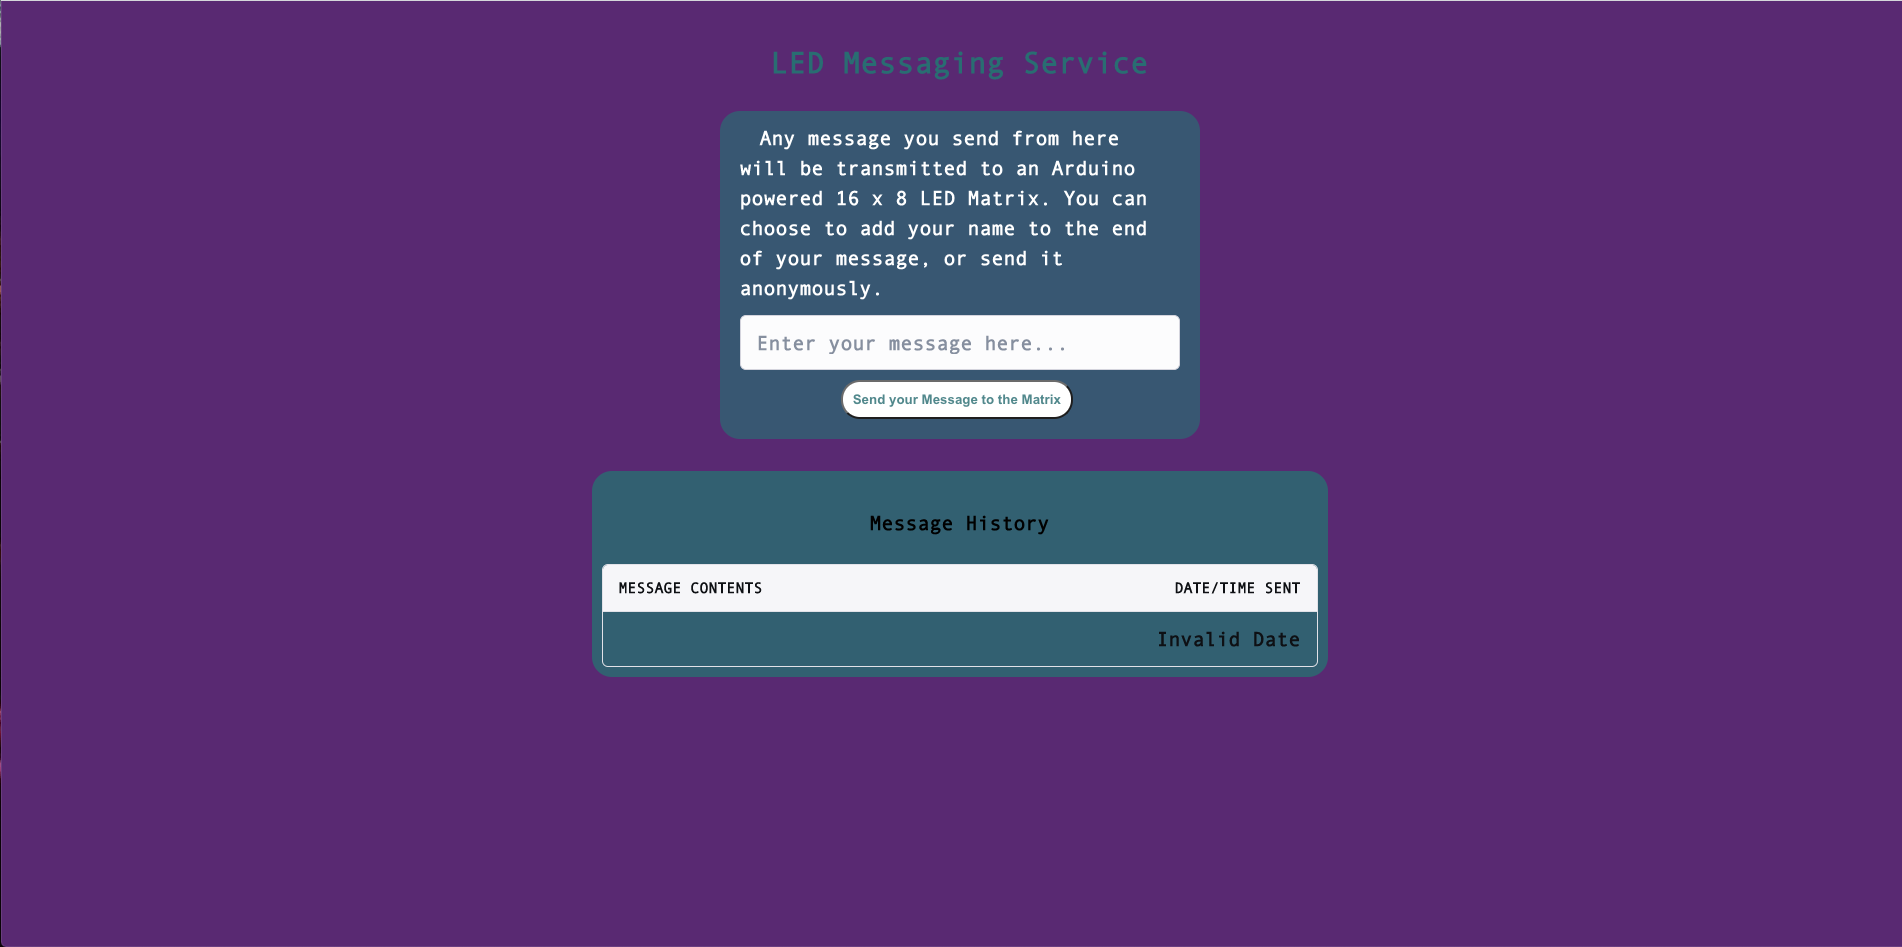 LED Messaging Service
Any message you send from here
will be transmitted to an Arduino
powered 16 x 8 LED Matrix. You can
choose to add your name to the end
of your message, or send it
anonymously.
Enter your message here...
Send your Message to the Matrix
Message History
MESSAGE CONTENTS DATE/TIME SENT
Invalid Date